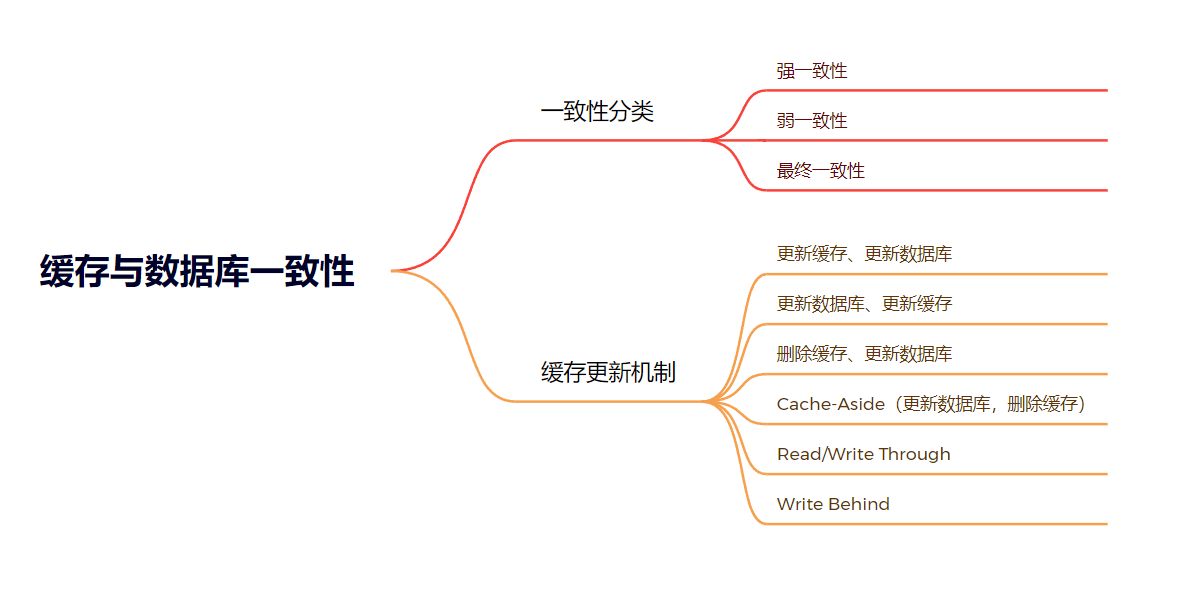 缓存与数据库一致性
一致性分类
强一致性
弱一致性
最终一致性
缓存更新机制
更新缓存、更新数据库
更新数据库、更新缓存
删除缓存、更新数据库
Cache-Aside（更新数据库，删除缓存）
Read/Write Through
Write Behind